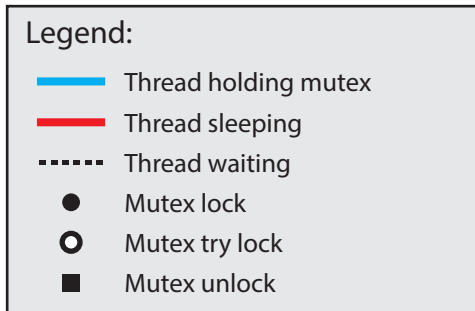 Legend:
Thread holding mutex
Thread sleeping
Thread waiting
Mutex lock
Mutex try lock
Mutex unlock